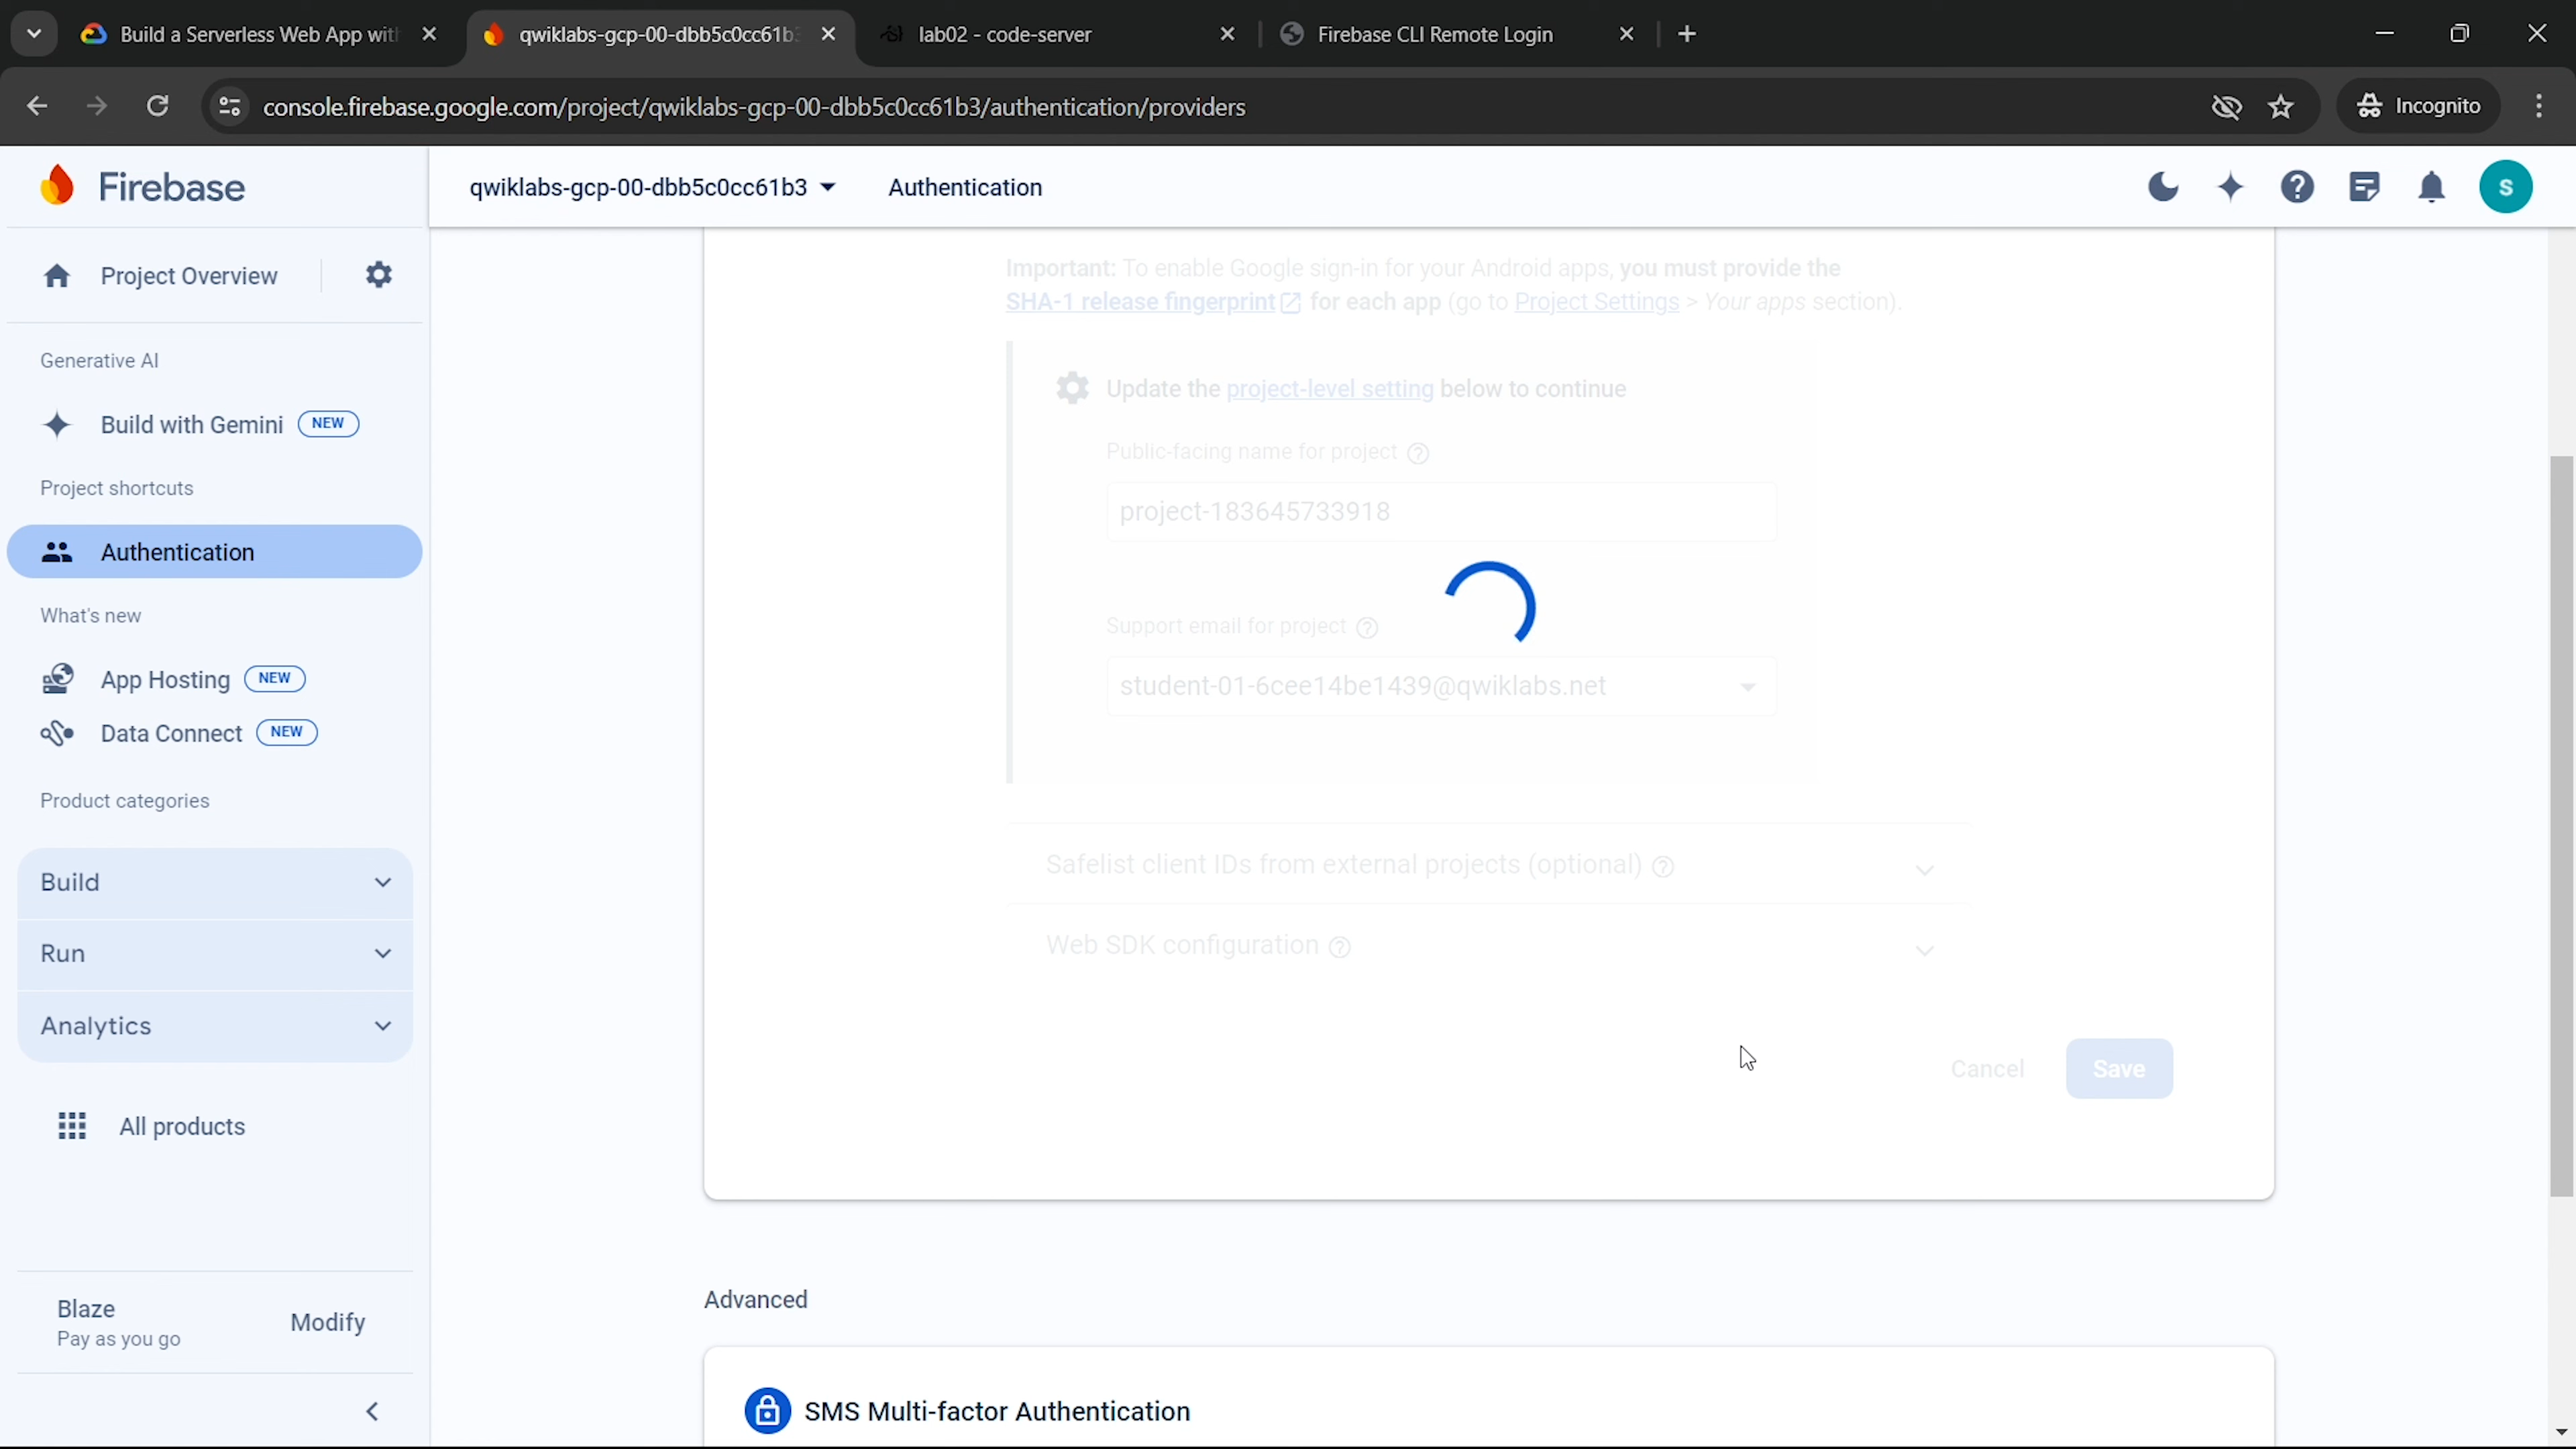 Build a Serverless Web App with
qwiklabs-gcp-00-dbb5c0cc61b3
lab02 - code-server
Firebase CLI Remote Login
console.firebase.google.com/project/qwiklabs-gcp-00-dbb5c0cc61b3/authentication/providers
Incognito
Firebase
qwiklabs-gcp-00-dbb5c0cc61b3
Authentication
S
Project Overview
Generative AI
Build with Gemini NEW
Project shortcuts
Authentication
What's new
App Hosting NEW
Data Connect NEW
Product categories
Build
Run
Analytics
All products
Blaze
Pay as you go
Modify
Important: To enable Google sign-in for your Android apps, you must provide the
SHA-1 release fingerprint for each app (go to Project Settings > Your apps section).
Update the project-level setting below to continue
Public-facing name for project
project-183645733918
Support email for project
student-01-6cee14be1439@qwiklabs.net
Safelist client IDs from external projects (optional)
Web SDK configuration
Cancel
Save
Advanced
SMS Multi-factor Authentication